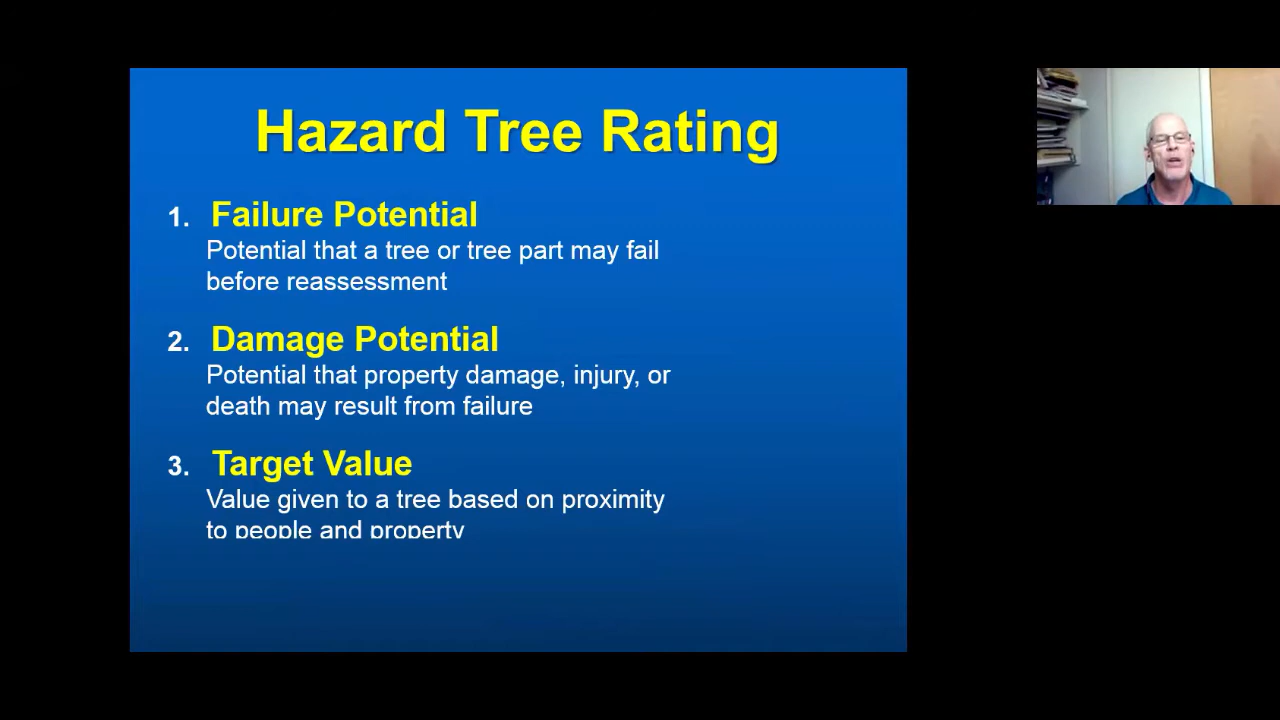 Hazard Tree Rating
1. Failure Potential
Potential that a tree or tree part may fail
before reassessment
2. Damage Potential
Potential that property damage, injury, or
death may result from failure
3. Target Value
Value given to a tree based on proximity
to people and property